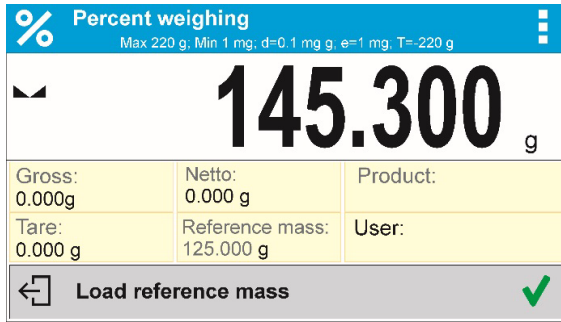 % Percent weighing
Max 220 g; Min 1 mg; d=0.1 mg g; e=1 mg; T=-220 g
145.300 g
Gross: Netto: Product:
0.000g 0.000 g
Tare: Reference mass: User:
0.000 g 125.000 g
Load reference mass